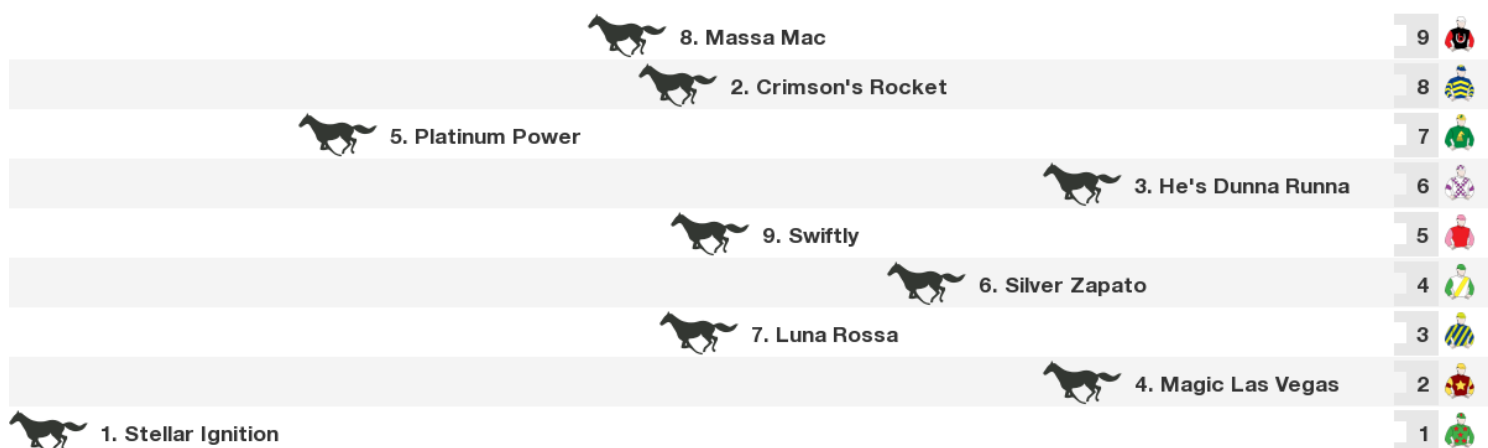 8. Massa Mac 9
2. Crimson's Rocket 8
5. Platinum Power 7
3. He's Dunna Runna 6
9. Swiftly 5
6. Silver Zapato 4
7. Luna Rossa 3
4. Magic Las Vegas 2
1. Stellar Ignition 1